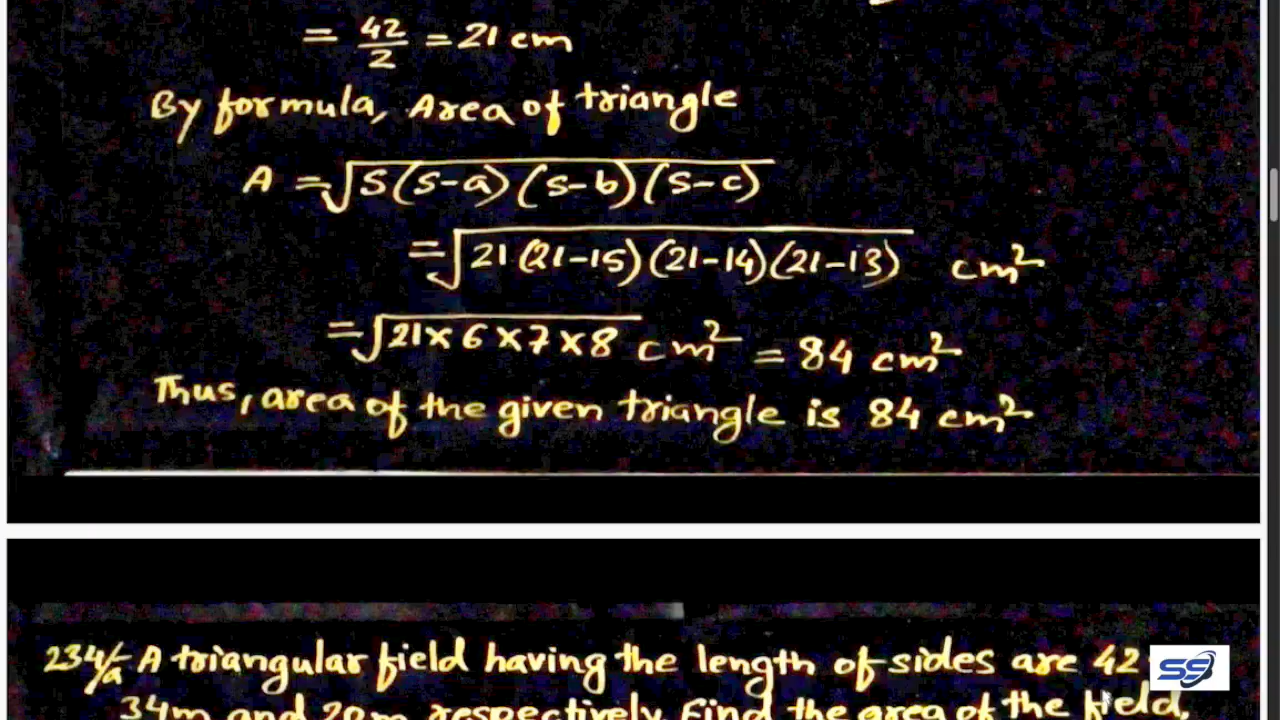 = 42/2 = 21 cm
By formula, Area of triangle
A = √S(S-a)(S-b)(S-c)
= √21(21-15)(21-14)(21-13) cm²
= √21×6×7×8 cm² = 84 cm²
Thus, area of the given triangle is 84 cm²
234/a A triangular field having the length of sides are 42
34m and 20m respectively. Find the area of the field.
SS